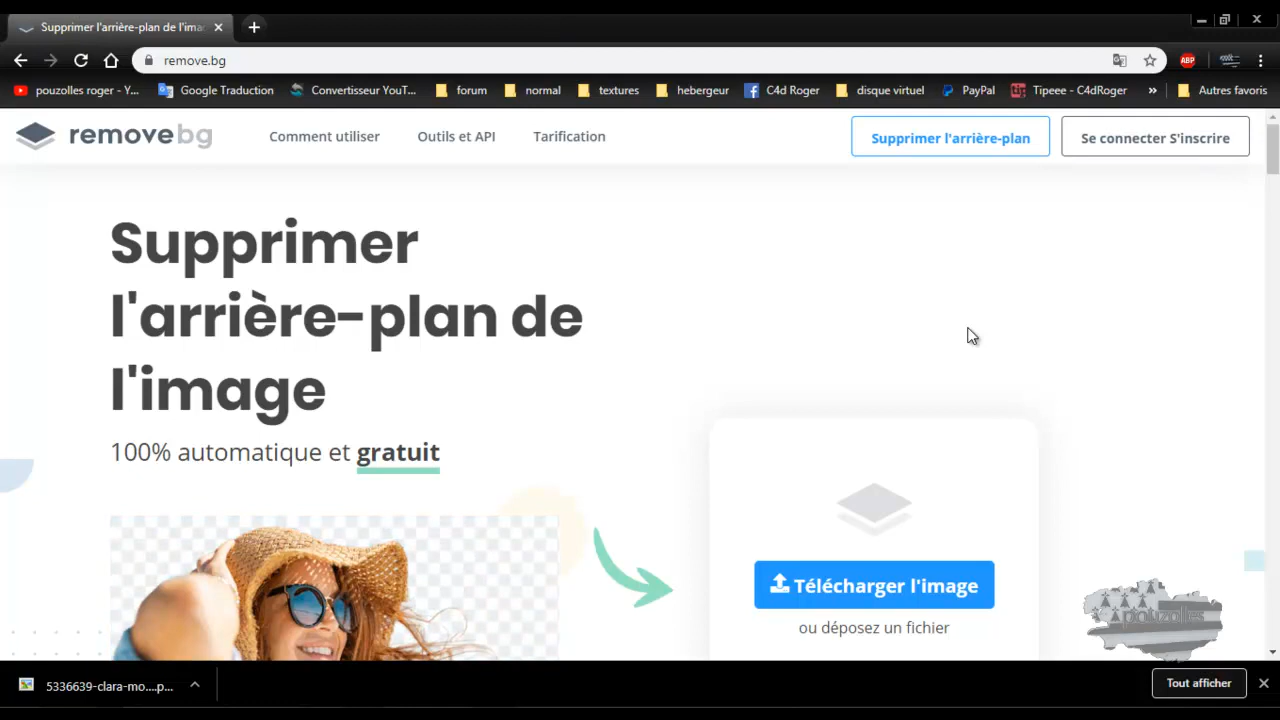 Supprimer l'arrière-plan de l'ima
remove.bg
pouzolles roger - Y... Google Traduction Convertisseur YouT... forum normal textures hebergeur C4d Roger disque virtuel PayPal Tipeee - C4dRoger » Autres favoris
ABP
removebg Comment utiliser Outils et API Tarification Supprimer l'arrière-plan Se connecter S'inscrire
Supprimer
l'arrière-plan de
l'image
100% automatique et gratuit
Télécharger l'image
ou déposez un fichier
pouzolles
5336639-clara-mo....p... Tout afficher